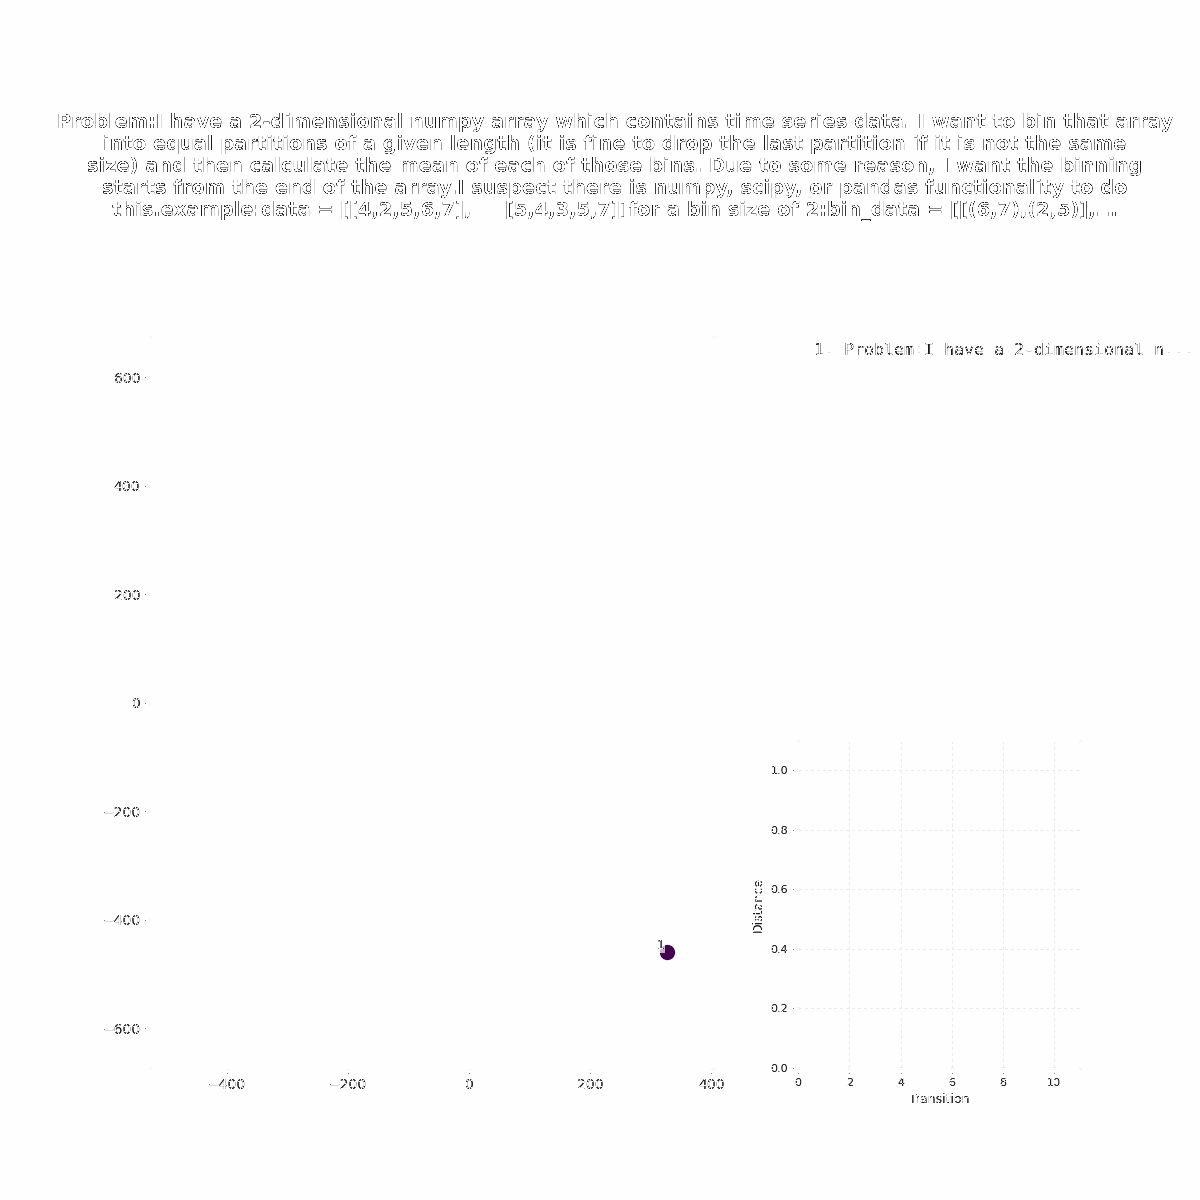 Problem:I have a 2-dimensional numpy array which contains time series data. I want to bin that array
into equal partitions of a given length (it is fine to drop the last partition if it is not the same
size) and then calculate the mean of each of those bins. Due to some reason, I want the binning
starts from the end of the array.I suspect there is numpy, scipy, or pandas functionality to do
this.example:data = [[4,2,5,6,7],    [5,4,3,5,7]]for a bin size of 2:bin_data = [[(6,7),(2,5)],...
1. Problem:I have a 2-dimensional n...
600
400
200
0
−200
−400
−600
−400 −200 0 200 400
1
1.0
0.8
0.6
0.4
0.2
0.0
Distance
0 2 4 6 8 10
Transition